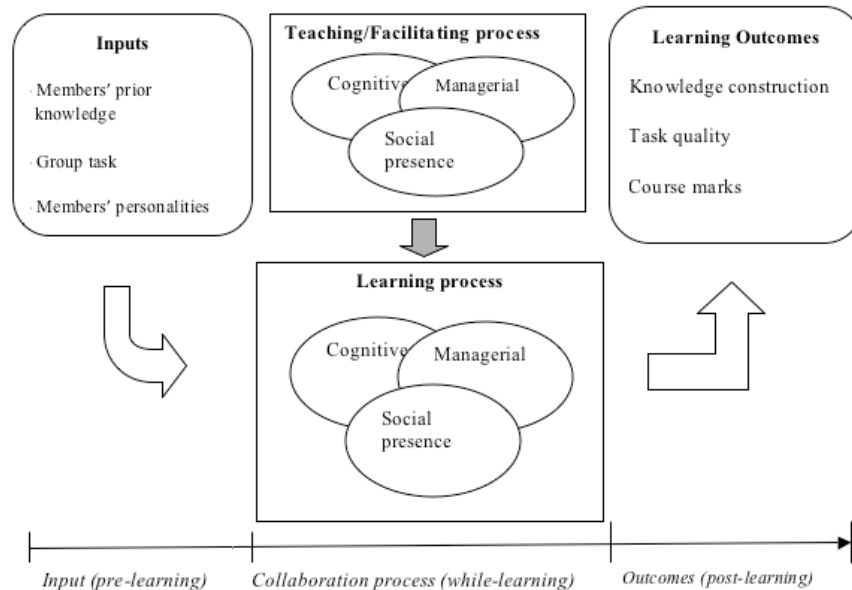 Inputs
· Members’ prior
knowledge
· Group task
· Members’ personalities
Teaching/Facilitating process
Cognitive
Managerial
Social
presence
Learning Outcomes
Knowledge construction
Task quality
Course marks
Learning process
Cognitive
Managerial
Social
presence
Input (pre-learning)
Collaboration process (while-learning)
Outcomes (post-learning)